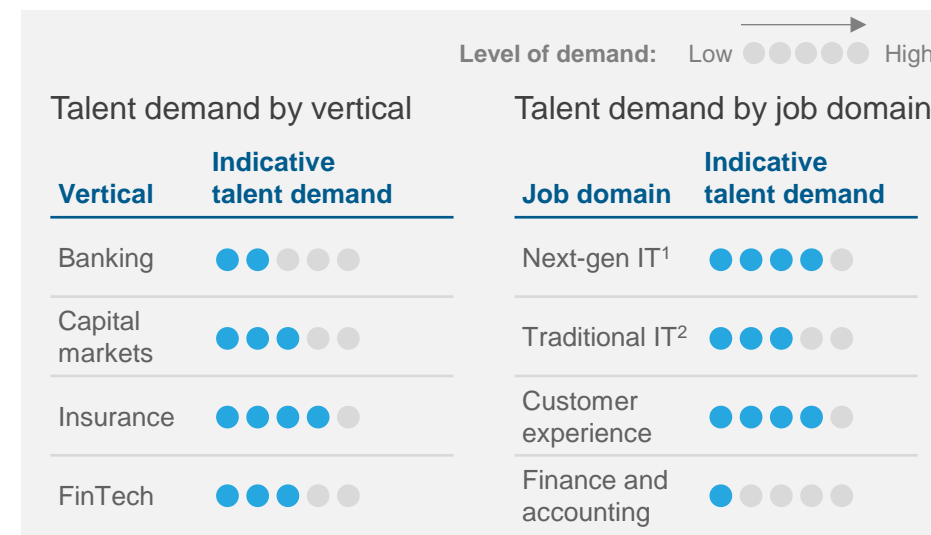 Level of demand: Low High
Talent demand by vertical
Vertical
Indicative
talent demand
Banking
Capital
markets
Insurance
FinTech
Talent demand by job domain
Job domain
Indicative
talent demand
Next-gen IT¹
Traditional IT²
Customer
experience
Finance and
accounting